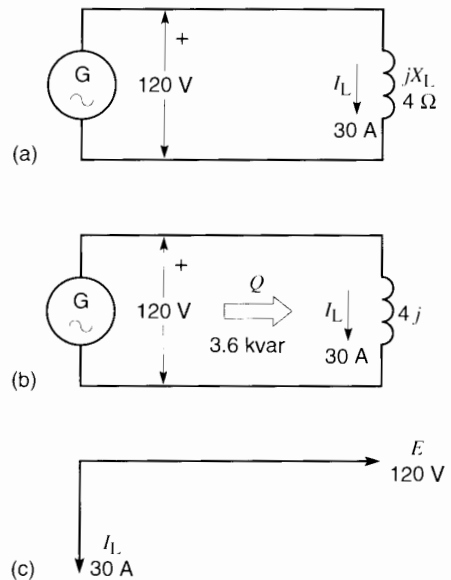 G
+
120 V
I_L
30 A
jX_L
4 Ω
(a)
G
+
120 V
Q
3.6 kvar
I_L
30 A
4 j
(b)
E
120 V
I_L
30 A
(c)